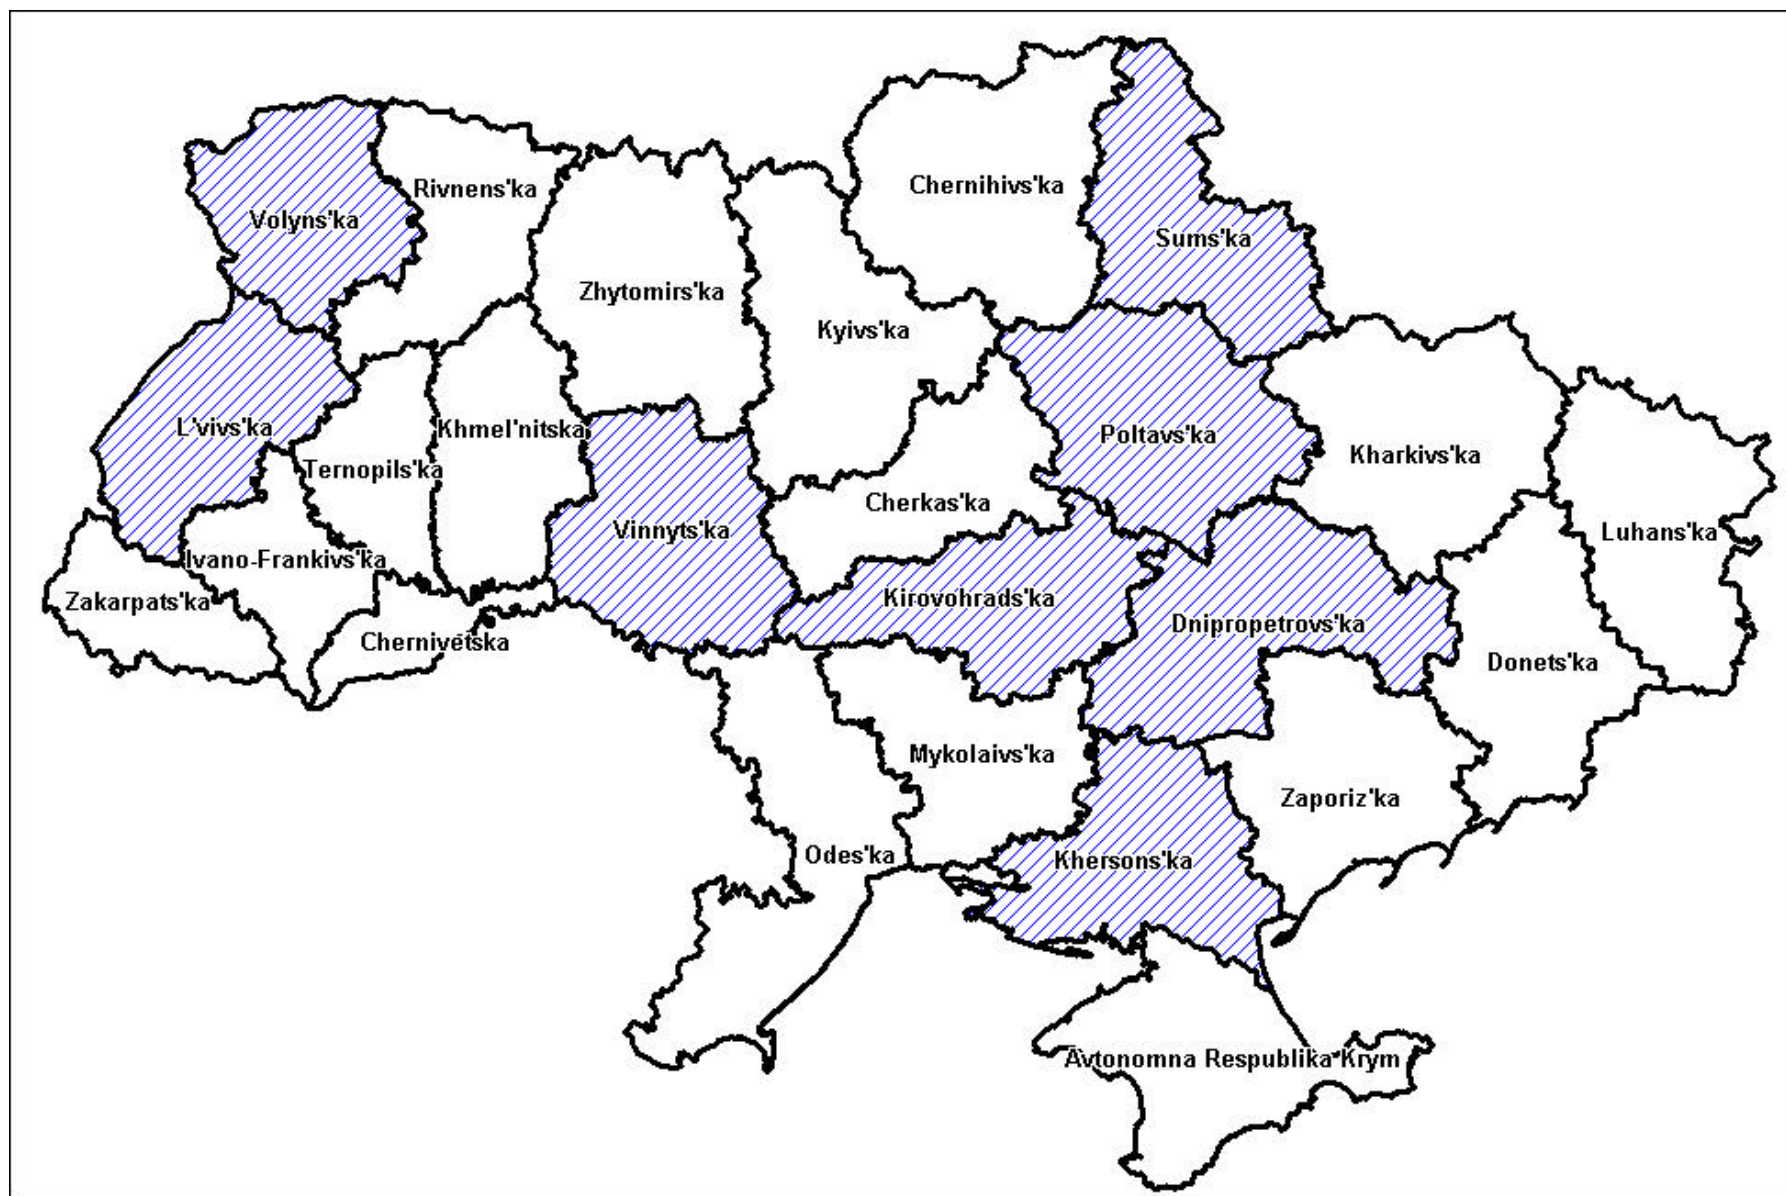 Chernihivs'ka
Rivnens'ka
Volyns'ka
Sums'ka
Zhytomirs'ka
Kyivs'ka
L'vivs'ka
Khmel'nitska
Poltavs'ka
Kharkivs'ka
Ternopils'ka
Cherkas'ka
Vinnyts'ka
Luhans'ka
Ivano-Frankivs'ka
Zakarpats'ka
Kirovohrads'ka
Dnipropetrovs'ka
Chernivetska
Donets'ka
Mykolaivs'ka
Zaporiz'ka
Odes'ka
Khersons'ka
Avtonomna Respublika Krym